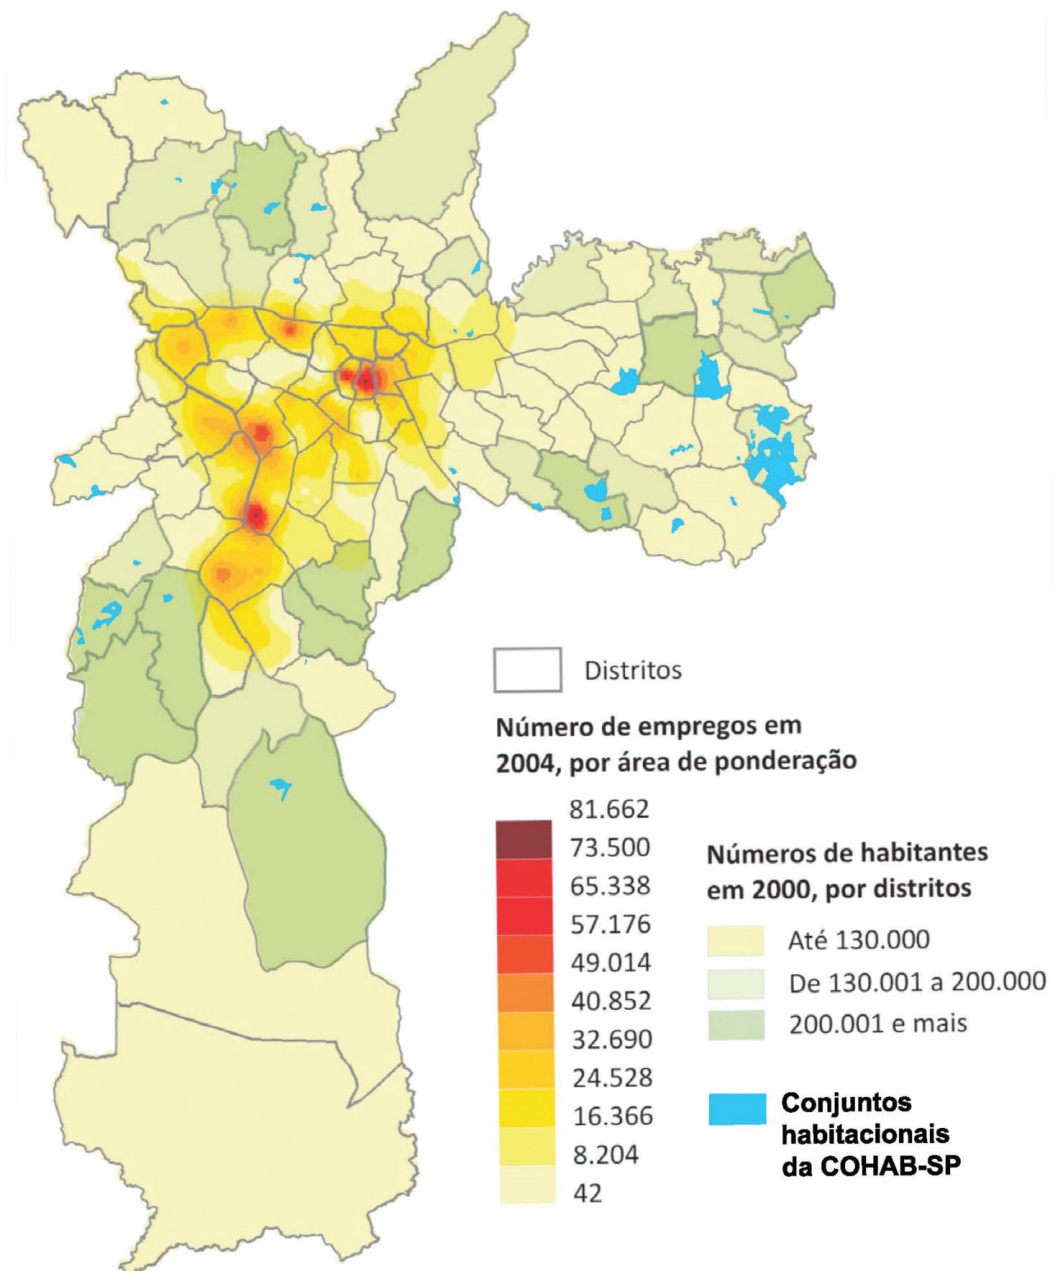 Distritos
Número de empregos em
2004, por área de ponderação
81.662
73.500
65.338
57.176
49.014
40.852
32.690
24.528
16.366
8.204
42
Números de habitantes
em 2000, por distritos
Até 130.000
De 130.001 a 200.000
200.001 e mais
Conjuntos
habitacionais
da COHAB-SP